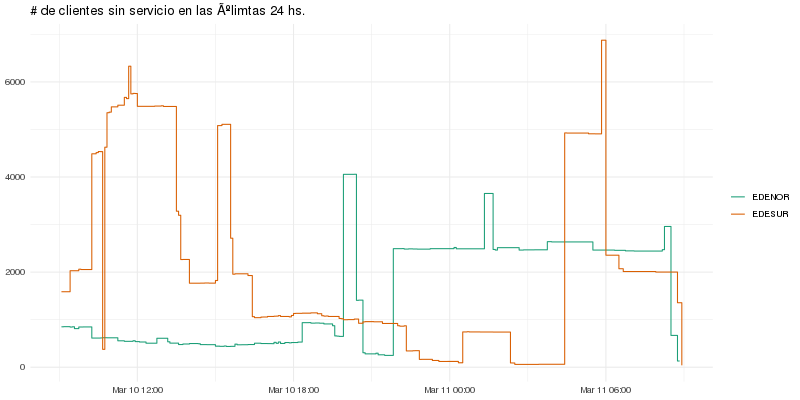 # de clientes sin servicio en las Ãºlimtas 24 hs.
6000
4000
2000
0
Mar 10 12:00
Mar 10 18:00
Mar 11 00:00
Mar 11 06:00
EDENOR
EDESUR